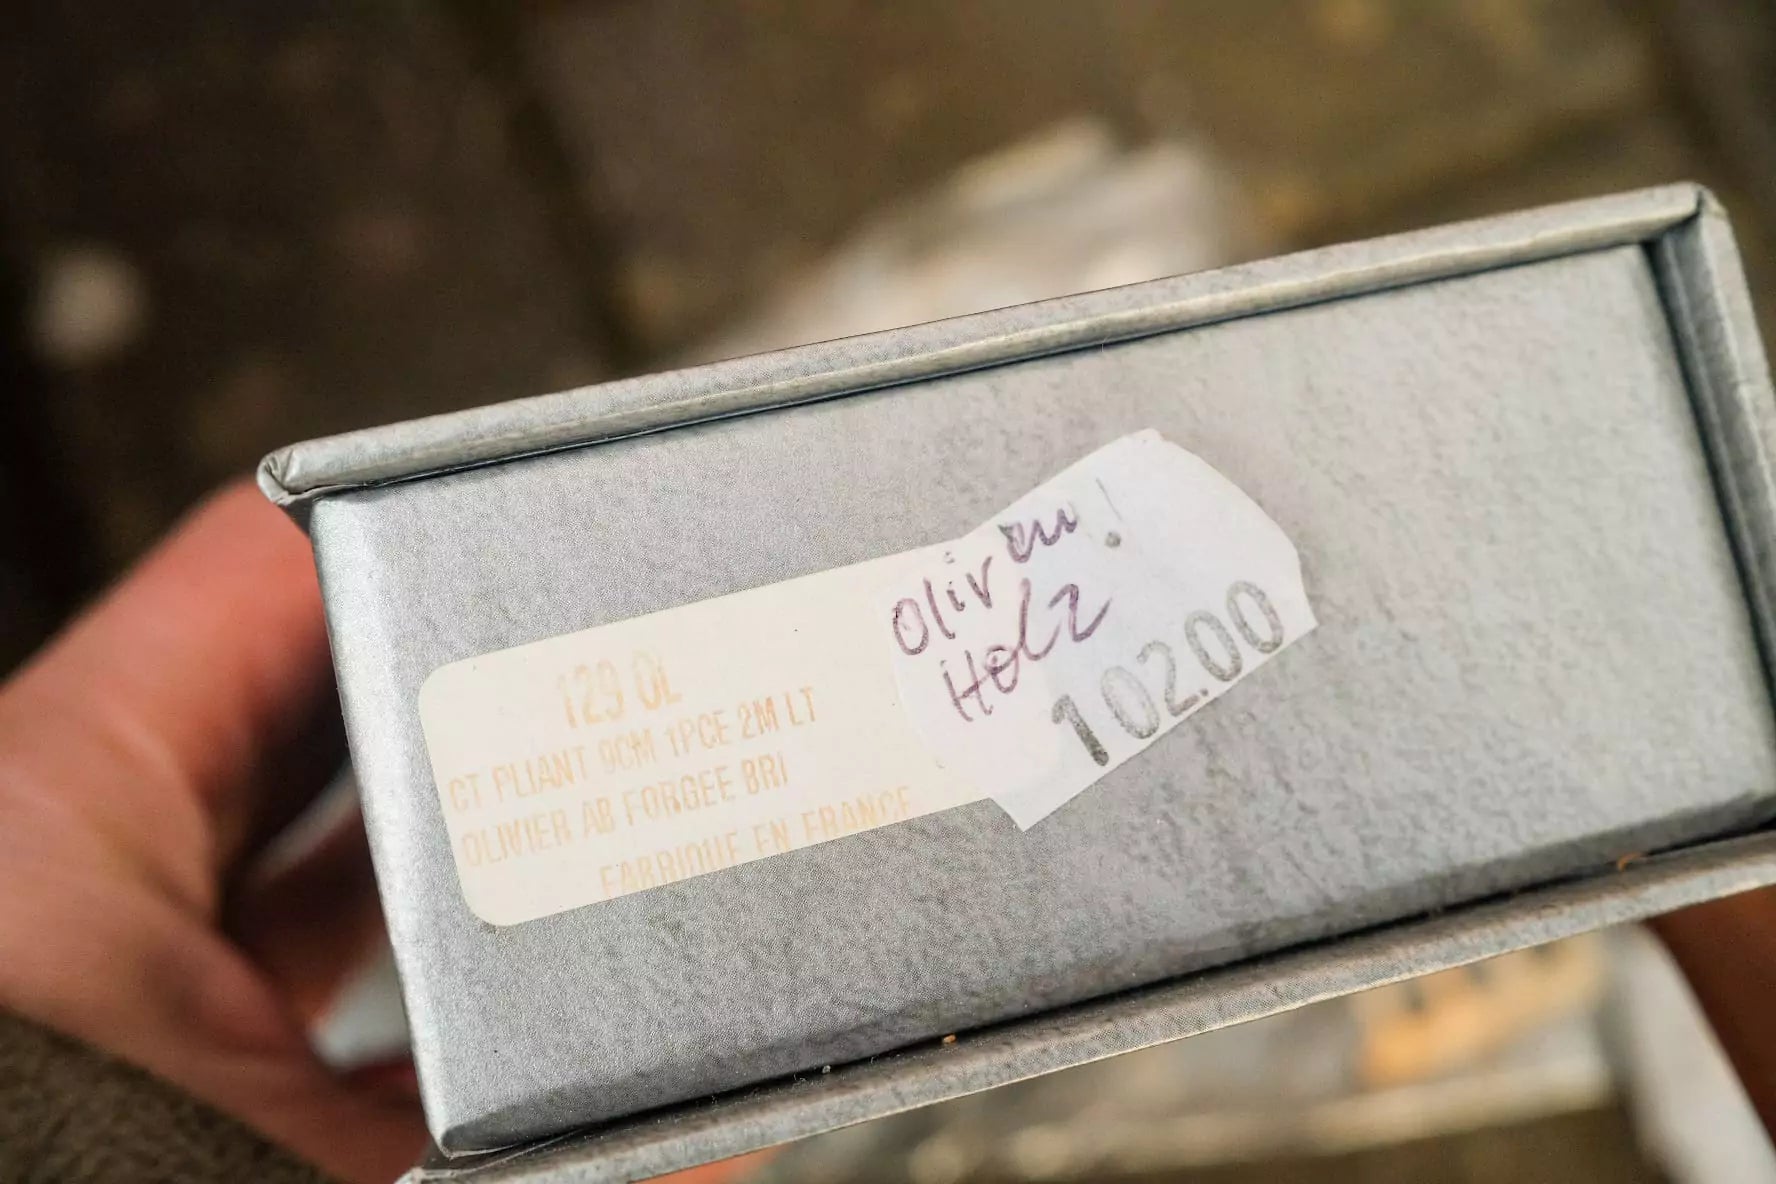 129 OL
CT PLIANT 9CM 1PCE 2M LT
OLIVIER AB FORGEE BRI
FABRIQUE EN FRANCE
Oliven!
Holz
102.00